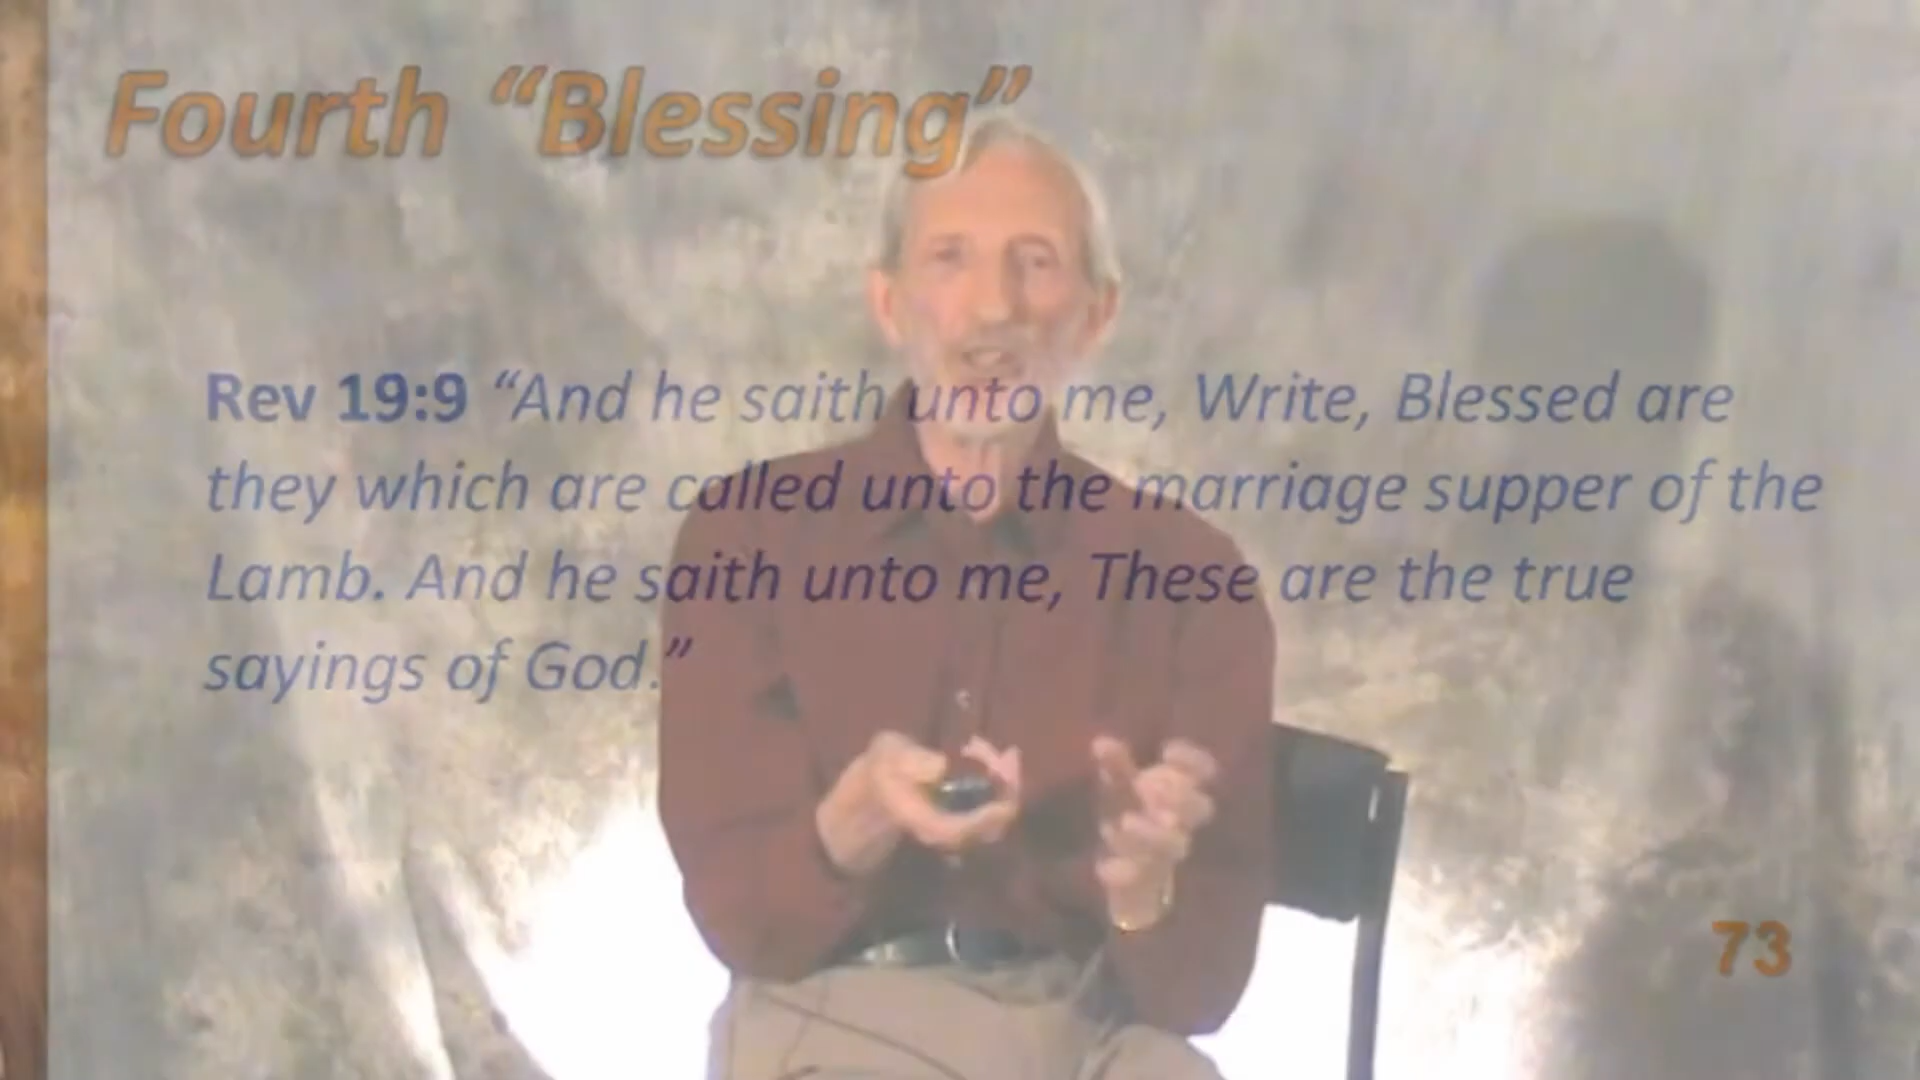 Fourth “Blessing”
Rev 19:9 “And he saith unto me, Write, Blessed are
they which are called unto the marriage supper of the
Lamb. And he saith unto me, These are the true
sayings of God.”
73